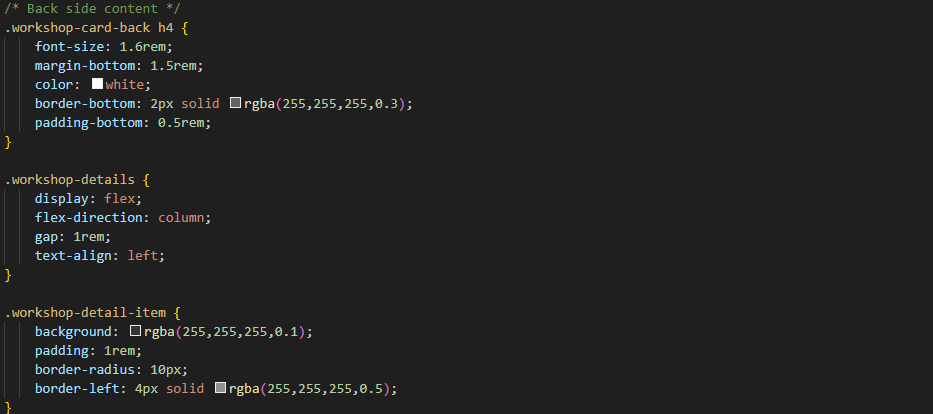 /* Back side content */
.workshop-card-back h4 {
    font-size: 1.6rem;
    margin-bottom: 1.5rem;
    color: white;
    border-bottom: 2px solid rgba(255,255,255,0.3);
    padding-bottom: 0.5rem;
}

.workshop-details {
    display: flex;
    flex-direction: column;
    gap: 1rem;
    text-align: left;
}

.workshop-detail-item {
    background: rgba(255,255,255,0.1);
    padding: 1rem;
    border-radius: 10px;
    border-left: 4px solid rgba(255,255,255,0.5);
}